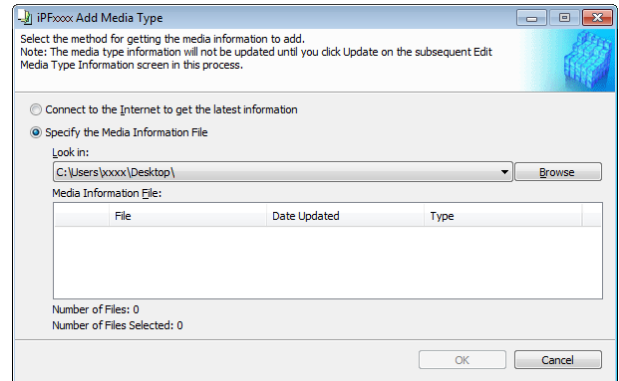 iPFxxxx Add Media Type
Select the method for getting the media information to add.
Note: The media type information will not be updated until you click Update on the subsequent Edit
Media Type Information screen in this process.
Connect to the Internet to get the latest information
Specify the Media Information File
Look in:
C:\Users\xxxx\Desktop\
Browse
Media Information File:
File Date Updated Type
Number of Files: 0
Number of Files Selected: 0
OK Cancel